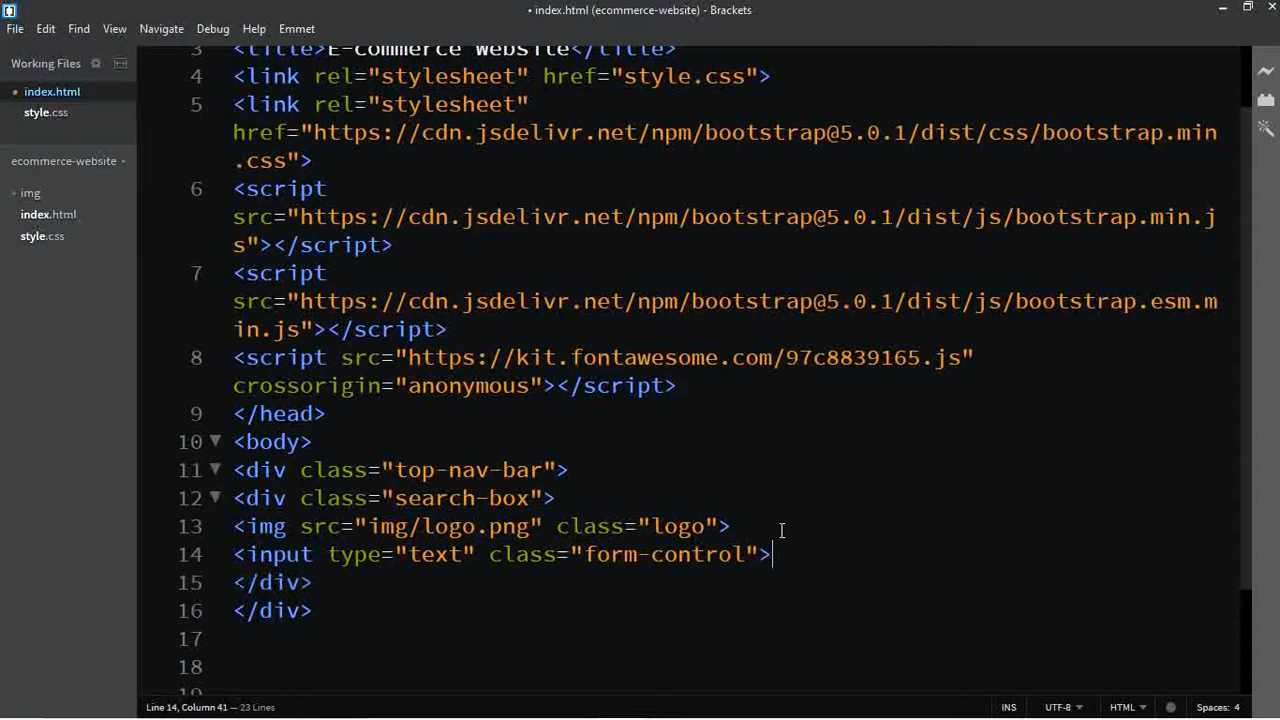 • index.html (ecommerce-website) - Brackets
File Edit Find View Navigate Debug Help Emmet
Working Files
• index.html
style.css
ecommerce-website
img
index.html
style.css
3 <title>E-commerce Website</title>
4 <link rel="stylesheet" href="style.css">
5 <link rel="stylesheet"
href="https://cdn.jsdelivr.net/npm/bootstrap@5.0.1/dist/css/bootstrap.min
.css">
6 <script
src="https://cdn.jsdelivr.net/npm/bootstrap@5.0.1/dist/js/bootstrap.min.j
s"></script>
7 <script
src="https://cdn.jsdelivr.net/npm/bootstrap@5.0.1/dist/js/bootstrap.esm.m
in.js"></script>
8 <script src="https://kit.fontawesome.com/97c8839165.js"
crossorigin="anonymous"></script>
9 </head>
10 <body>
11 <div class="top-nav-bar">
12 <div class="search-box">
13 <img src="img/logo.png" class="logo">
14 <input type="text" class="form-control">
15 </div>
16 </div>
17
18
19
Line 14, Column 41 — 23 Lines
INS UTF-8 HTML Spaces: 4